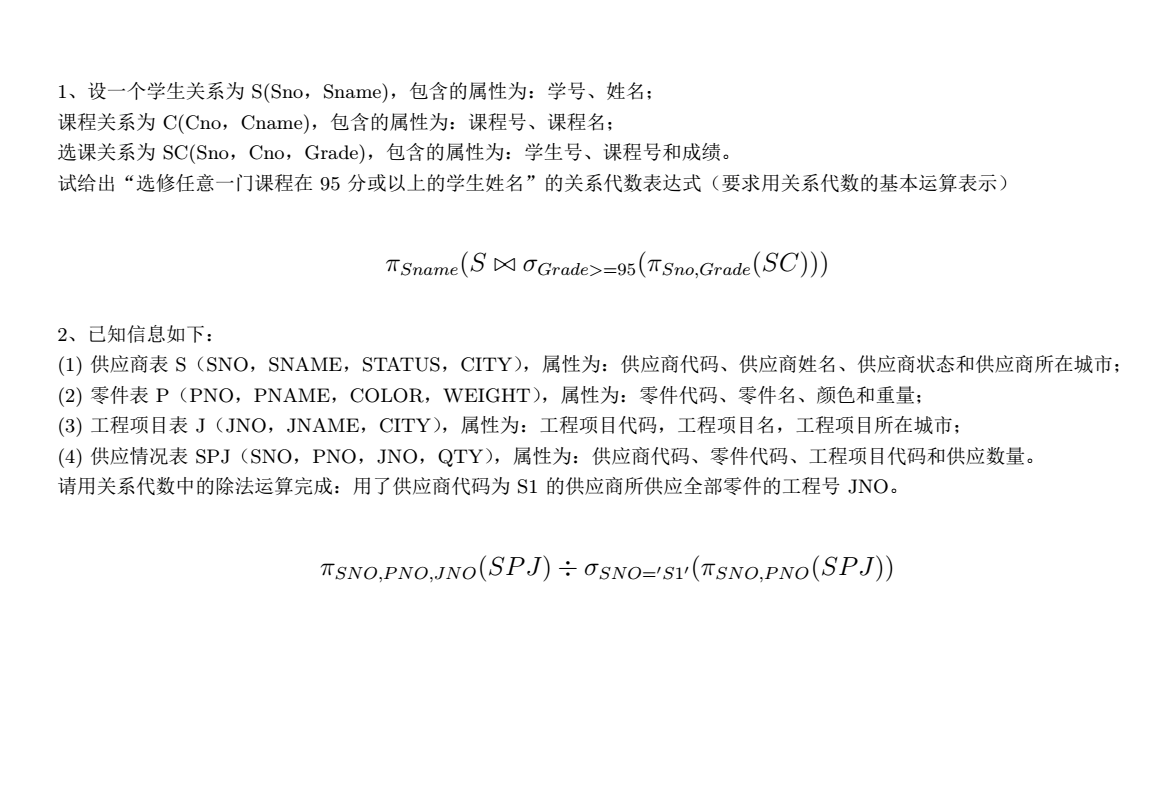 1、设一个学生关系为 S(Sno，Sname)，包含的属性为：学号、姓名；
课程关系为 C(Cno，Cname)，包含的属性为：课程号、课程名；
选课关系为 SC(Sno，Cno，Grade)，包含的属性为：学生号、课程号和成绩。
试给出“选修任意一门课程在 95 分或以上的学生姓名”的关系代数表达式（要求用关系代数的基本运算表示）
π_{Sname}(S ⋈ σ_{Grade>=95}(π_{Sno,Grade}(SC)))
2、已知信息如下：
(1) 供应商表 S（SNO，SNAME，STATUS，CITY），属性为：供应商代码、供应商姓名、供应商状态和供应商所在城市；
(2) 零件表 P（PNO，PNAME，COLOR，WEIGHT），属性为：零件代码、零件名、颜色和重量；
(3) 工程项目表 J（JNO，JNAME，CITY），属性为：工程项目代码，工程项目名，工程项目所在城市；
(4) 供应情况表 SPJ（SNO，PNO，JNO，QTY），属性为：供应商代码、零件代码、工程项目代码和供应数量。
请用关系代数中的除法运算完成：用了供应商代码为 S1 的供应商所供应全部零件的工程号 JNO。
π_{SNO,PNO,JNO}(SPJ) ÷ σ_{SNO='S1'}(π_{SNO,PNO}(SPJ))